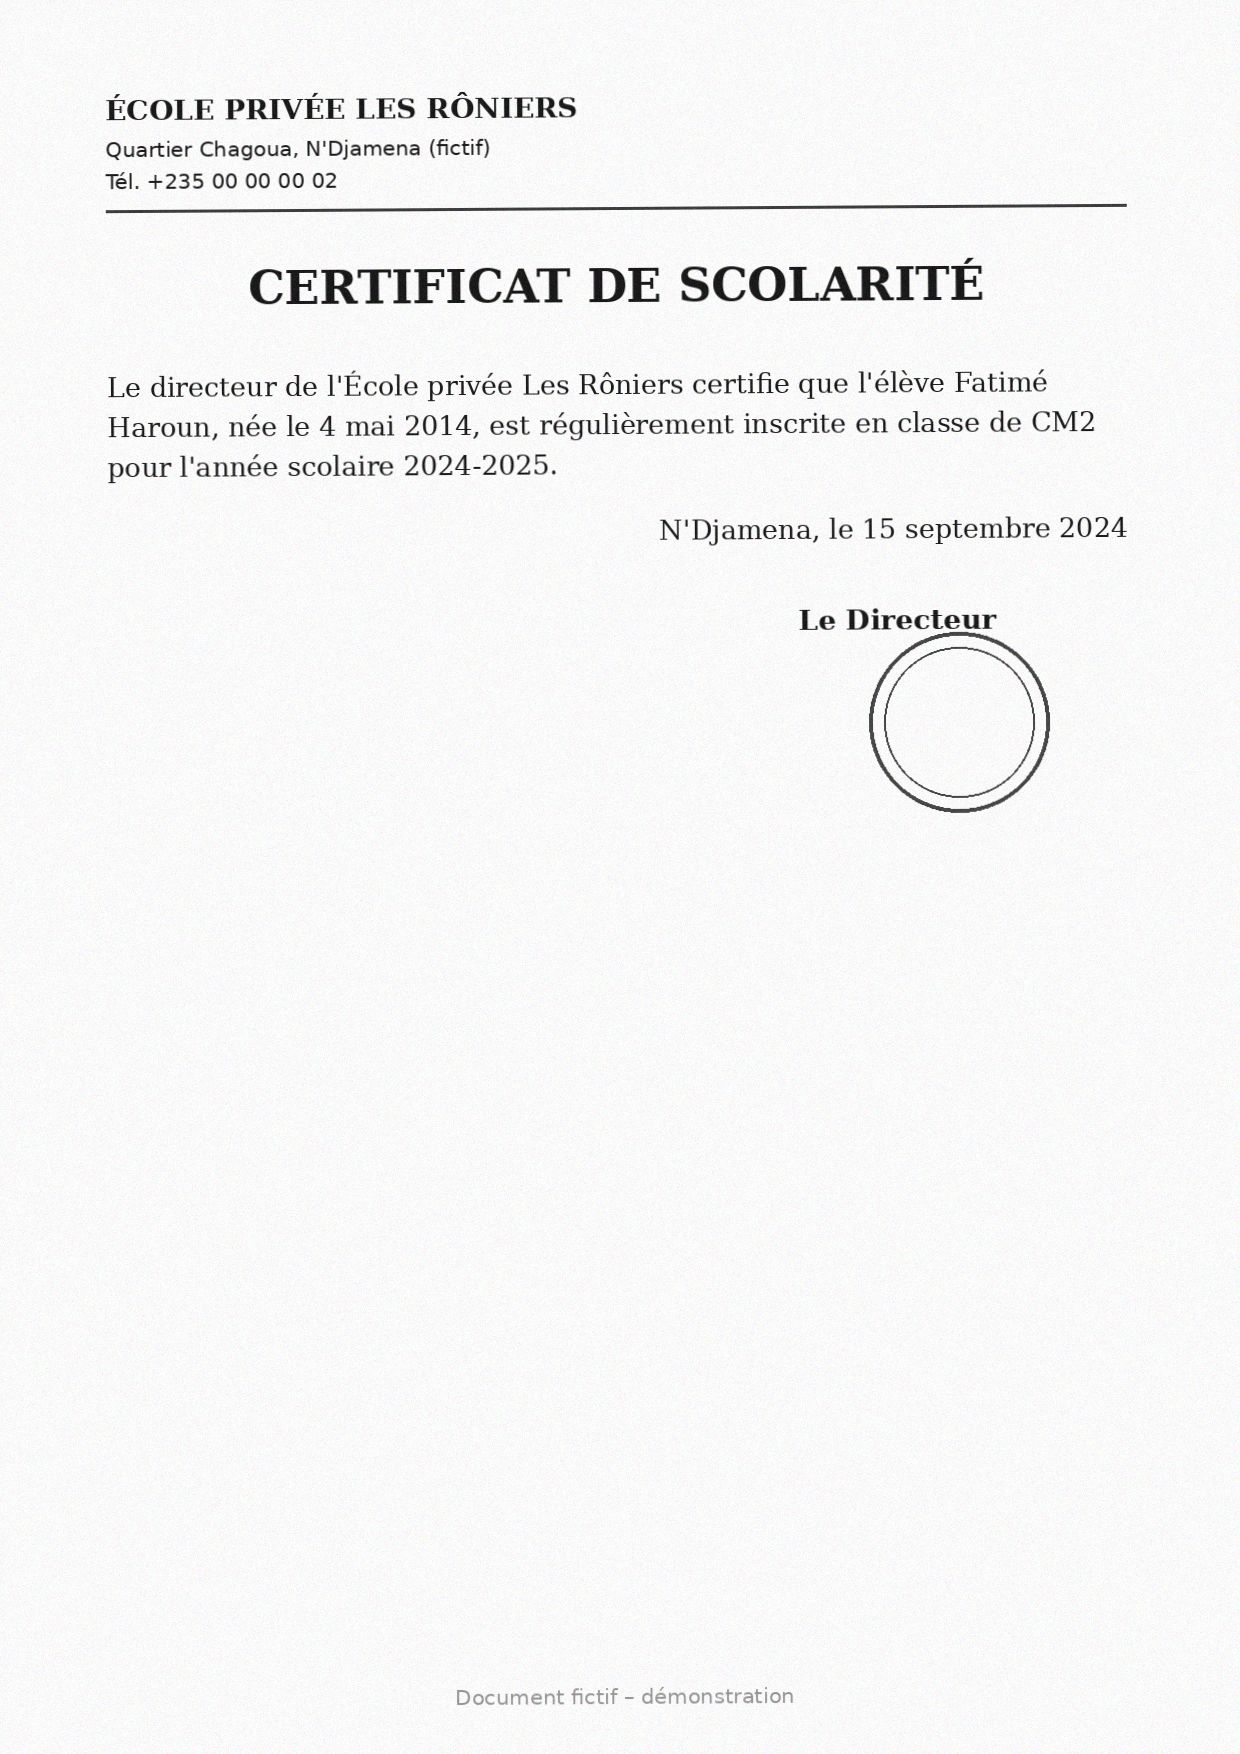 ÉCOLE PRIVÉE LES RÔNIERS
Quartier Chagoua, N'Djamena (fictif)
Tél. +235 00 00 00 02
CERTIFICAT DE SCOLARITÉ
Le directeur de l'École privée Les Rôniers certifie que l'élève Fatimé
Haroun, née le 4 mai 2014, est régulièrement inscrite en classe de CM2
pour l'année scolaire 2024-2025.
N'Djamena, le 15 septembre 2024
Le Directeur
Document fictif – démonstration